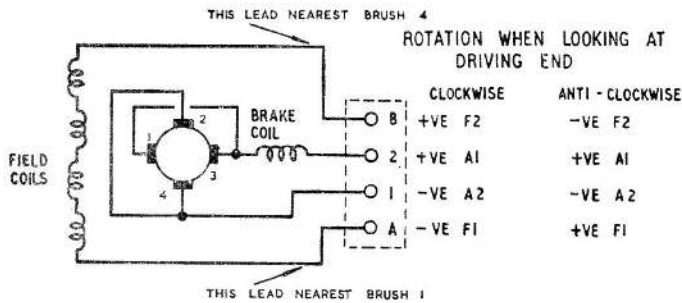 THIS LEAD NEAREST BRUSH 4
ROTATION WHEN LOOKING AT
DRIVING END
CLOCKWISE ANTI-CLOCKWISE
B +VE F2 -VE F2
2 +VE A1 +VE A1
1 -VE A2 -VE A2
A -VE F1 +VE F1
FIELD
COILS
BRAKE
COIL
1
2
3
4
THIS LEAD NEAREST BRUSH 1